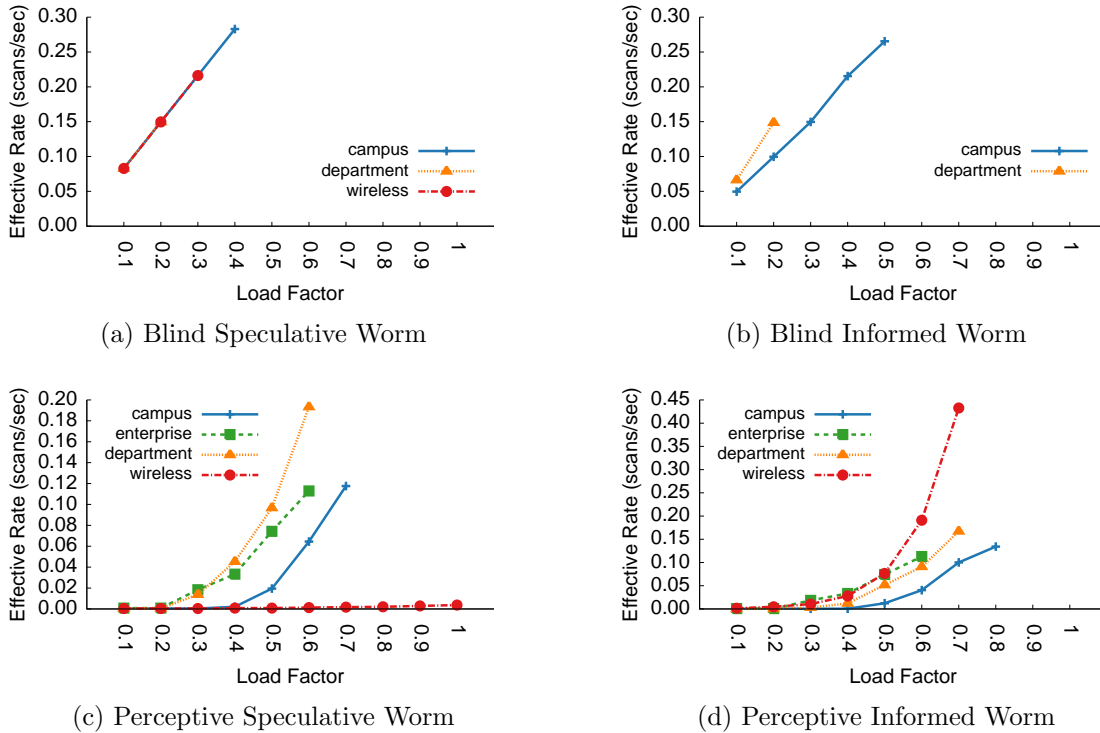 0.30
0.25
0.20
0.15
0.10
0.05
0.00
Effective Rate (scans/sec)
campus
department
wireless
0.1 0.2 0.3 0.4 0.5 0.6 0.7 0.8 0.9 1
Load Factor
(a) Blind Speculative Worm
0.30
0.25
0.20
0.15
0.10
0.05
0.00
Effective Rate (scans/sec)
campus
department
0.1 0.2 0.3 0.4 0.5 0.6 0.7 0.8 0.9 1
Load Factor
(b) Blind Informed Worm
0.20
0.18
0.16
0.14
0.12
0.10
0.08
0.06
0.04
0.02
0.00
Effective Rate (scans/sec)
campus
enterprise
department
wireless
0.1 0.2 0.3 0.4 0.5 0.6 0.7 0.8 0.9 1
Load Factor
(c) Perceptive Speculative Worm
0.45
0.40
0.35
0.30
0.25
0.20
0.15
0.10
0.05
0.00
Effective Rate (scans/sec)
campus
enterprise
department
wireless
0.1 0.2 0.3 0.4 0.5 0.6 0.7 0.8 0.9 1
Load Factor
(d) Perceptive Informed Worm